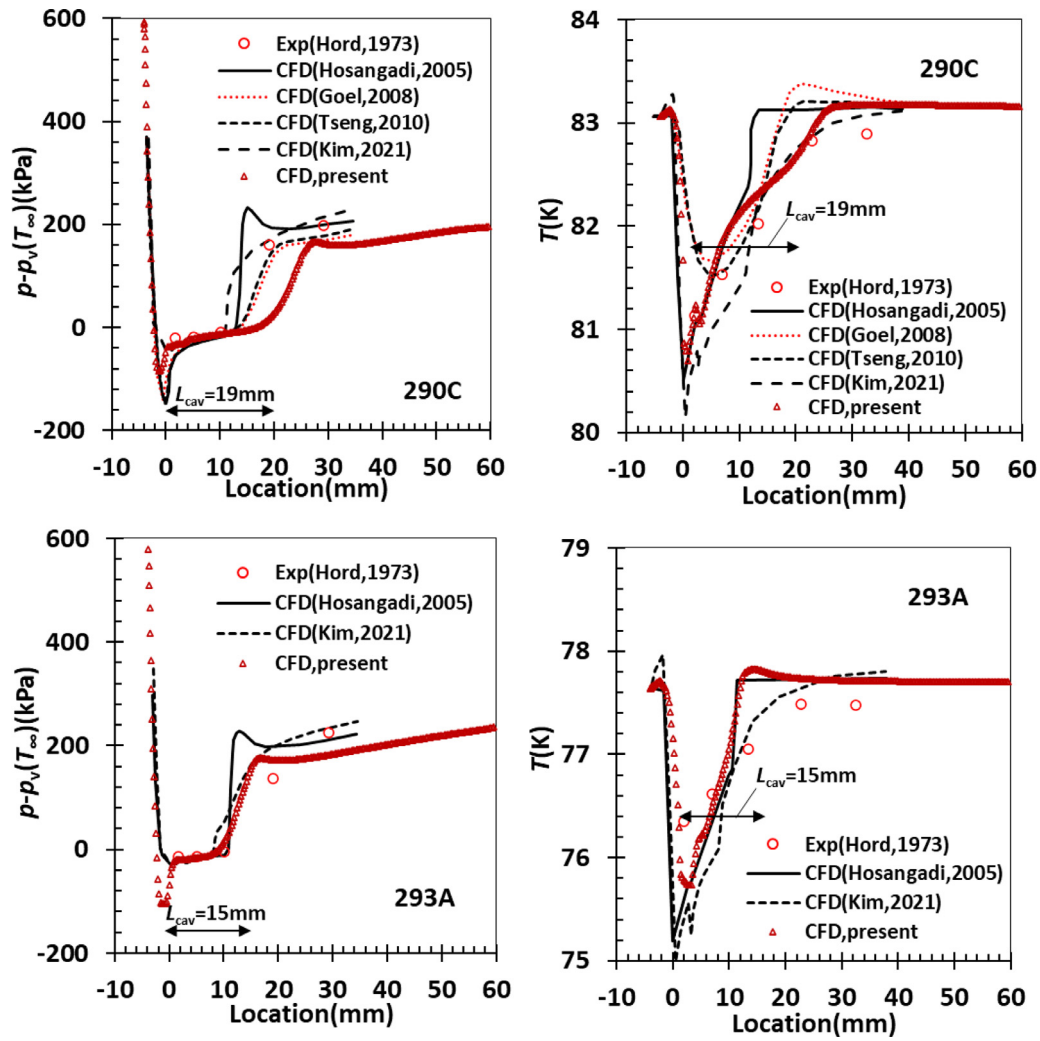 600
400
200
0
-200
p-pv(T∞)(kPa)
Exp(Hord,1973)
CFD(Hosangadi,2005)
CFD(Goel,2008)
CFD(Tseng,2010)
CFD(Kim,2021)
CFD,present
Lcav=19mm
290C
-10 0 10 20 30 40 50 60
Location(mm)
84
83
82
81
80
T(K)
290C
Lcav=19mm
Exp(Hord,1973)
CFD(Hosangadi,2005)
CFD(Goel,2008)
CFD(Tseng,2010)
CFD(Kim,2021)
CFD,present
-10 0 10 20 30 40 50 60
Location(mm)
600
400
200
0
-200
p-pv(T∞)(kPa)
Exp(Hord,1973)
CFD(Hosangadi,2005)
CFD(Kim,2021)
CFD,present
293A
Lcav=15mm
-10 0 10 20 30 40 50 60
Location(mm)
79
78
77
76
75
T(K)
293A
Lcav=15mm
Exp(Hord,1973)
CFD(Hosangadi,2005)
CFD(Kim,2021)
CFD,present
-10 0 10 20 30 40 50 60
Location(mm)